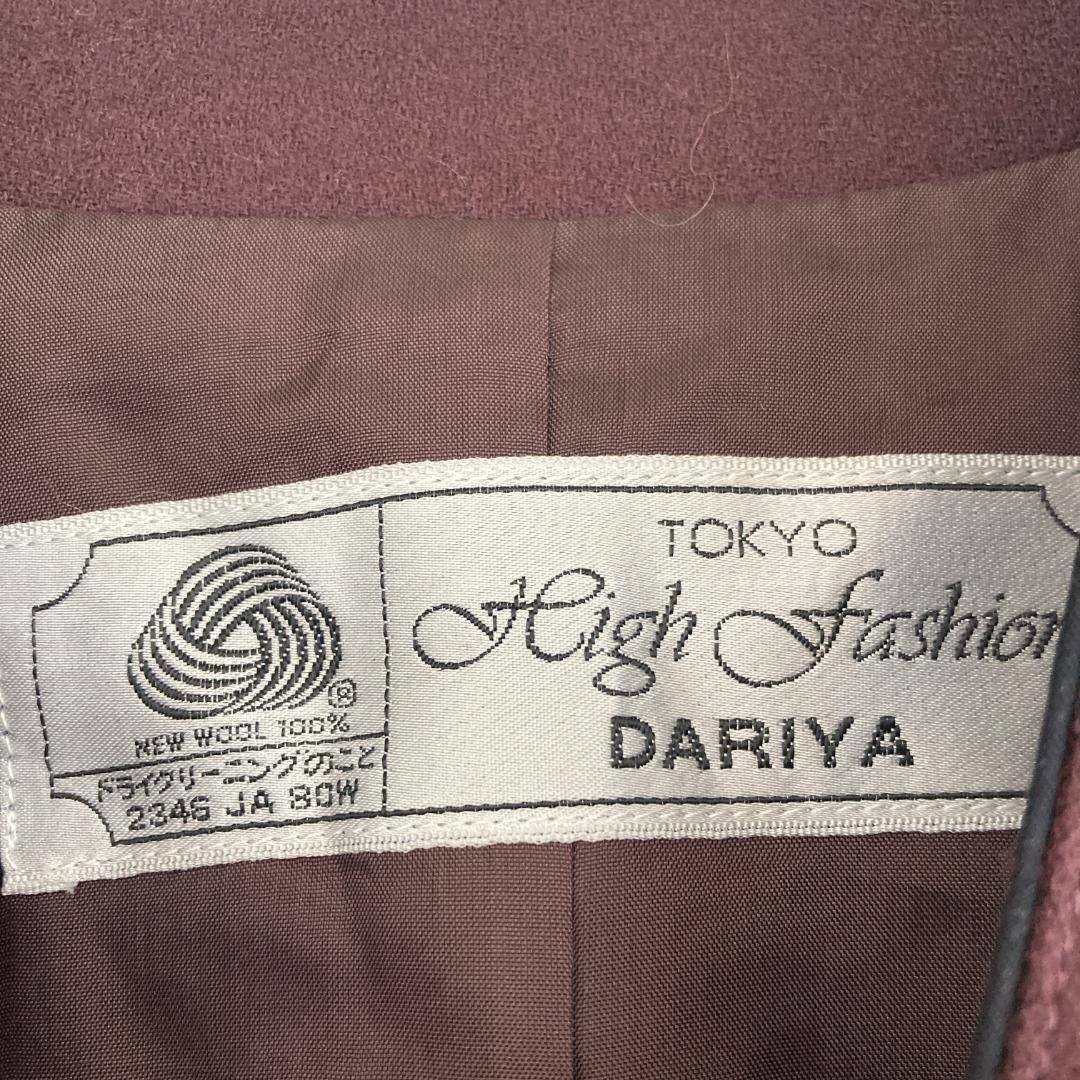 ®
NEW WOOL 100%
ドライクリーニングのこと
2346 JA 80W
TOKYO
High Fashion
DARIYA